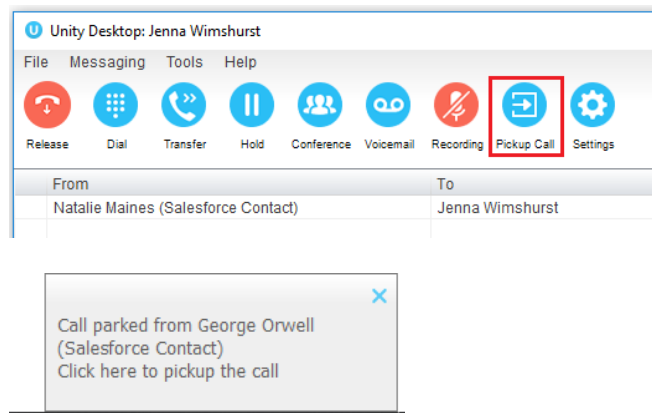 U Unity Desktop: Jenna Wimshurst
File Messaging Tools Help
Release Dial Transfer Hold Conference Voicemail Recording Pickup Call Settings
From To
Natalie Maines (Salesforce Contact) Jenna Wimshurst
Call parked from George Orwell
(Salesforce Contact)
Click here to pickup the call